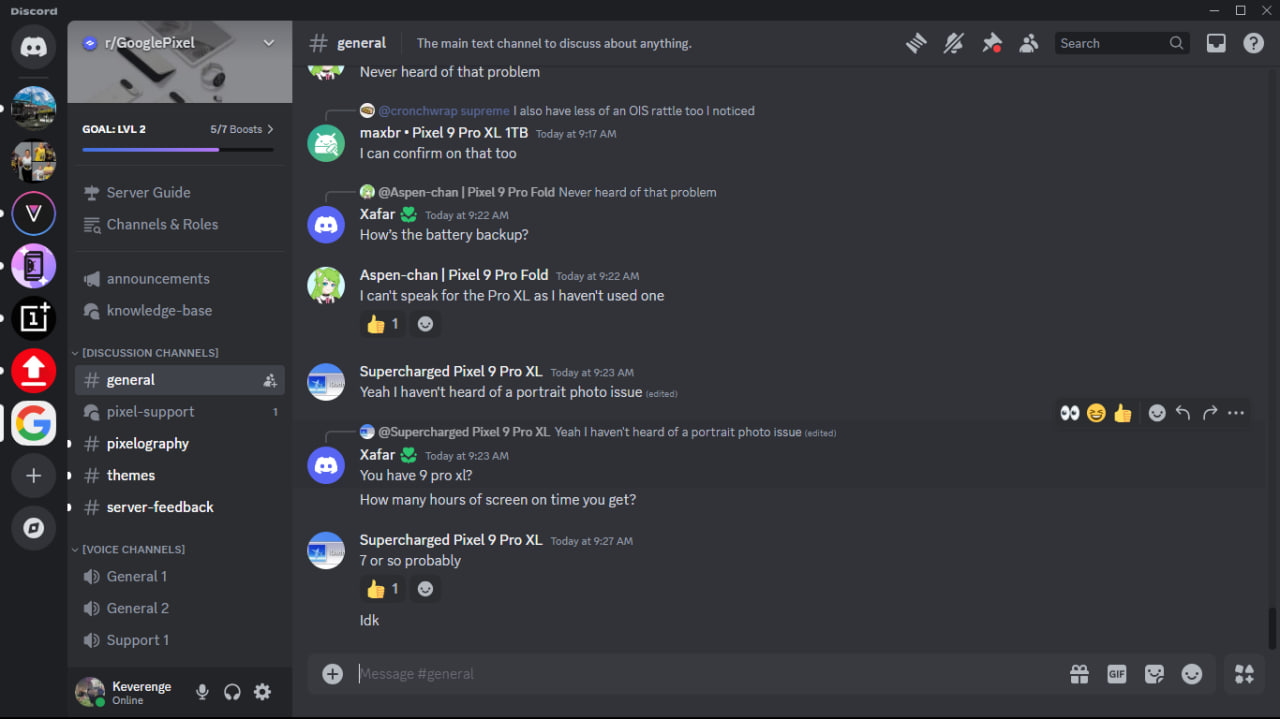 Discord
r/GooglePixel
GOAL: LVL 2 5/7 Boosts
Server Guide
Channels & Roles
announcements
knowledge-base
[DISCUSSION CHANNELS]
general
pixel-support 1
pixelography
themes
server-feedback
[VOICE CHANNELS]
General 1
General 2
Support 1
Keverenge
Online
general The main text channel to discuss about anything.
Search
Never heard of that problem
@cronchwrap supreme I also have less of an OIS rattle too I noticed
maxbr • Pixel 9 Pro XL 1TB Today at 9:17 AM
I can confirm on that too
@Aspen-chan | Pixel 9 Pro Fold Never heard of that problem
Xafar Today at 9:22 AM
How's the battery backup?
Aspen-chan | Pixel 9 Pro Fold Today at 9:22 AM
I can't speak for the Pro XL as I haven't used one
1
Supercharged Pixel 9 Pro XL Today at 9:23 AM
Yeah I haven't heard of a portrait photo issue (edited)
@Supercharged Pixel 9 Pro XL Yeah I haven't heard of a portrait photo issue (edited)
Xafar Today at 9:23 AM
You have 9 pro xl?
How many hours of screen on time you get?
Supercharged Pixel 9 Pro XL Today at 9:27 AM
7 or so probably
1
Idk
Message #general
GIF